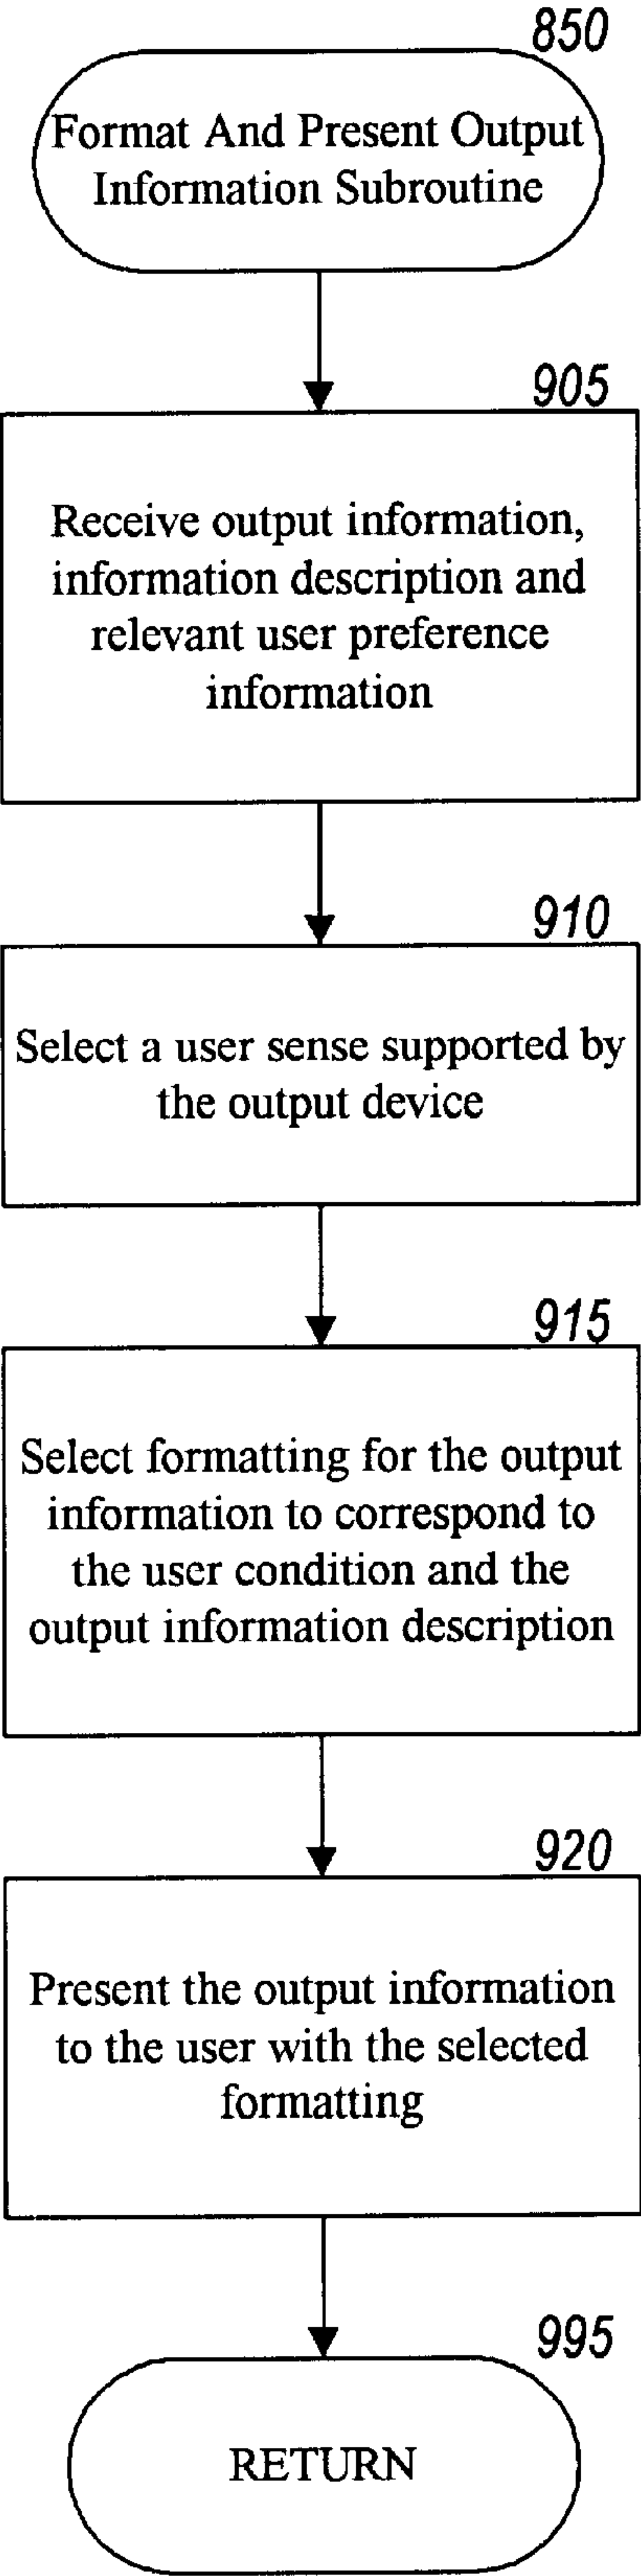 850
Format And Present Output
Information Subroutine
905
Receive output information,
information description and
relevant user preference
information
910
Select a user sense supported by
the output device
915
Select formatting for the output
information to correspond to
the user condition and the
output information description
920
Present the output information
to the user with the selected
formatting
995
RETURN